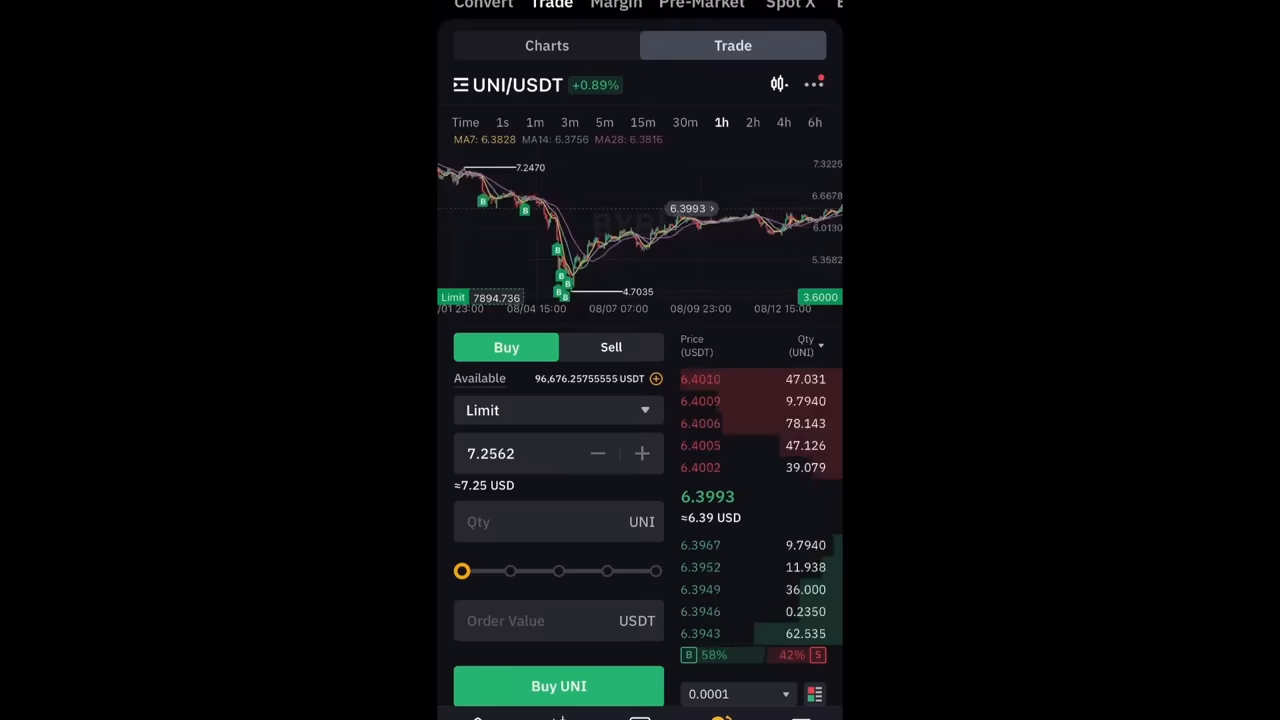 Convert Trade Margin Pre-Market Spot X
Charts Trade
UNI/USDT +0.89%
Time 1s 1m 3m 5m 15m 30m 1h 2h 4h 6h
MA7: 6.3828 MA14: 6.3756 MA28: 6.3816
7.3225
7.2470
6.6678
B
6.3993 ›
B
6.0130
B
5.3582
B
B
B
B
4.7035
Limit 7894.736 3.6000
/01 23:00 08/04 15:00 08/07 07:00 08/09 23:00 08/12 15:00
Buy Sell
Available 96,676.25755555 USDT
Limit
7.2562
≈7.25 USD
Qty UNI
Order Value USDT
Buy UNI
Price Qty
(USDT) (UNI)
6.4010 47.031
6.4009 9.7940
6.4006 78.143
6.4005 47.126
6.4002 39.079
6.3993
≈6.39 USD
6.3967 9.7940
6.3952 11.938
6.3949 36.000
6.3946 0.2350
6.3943 62.535
B 58% 42% S
0.0001